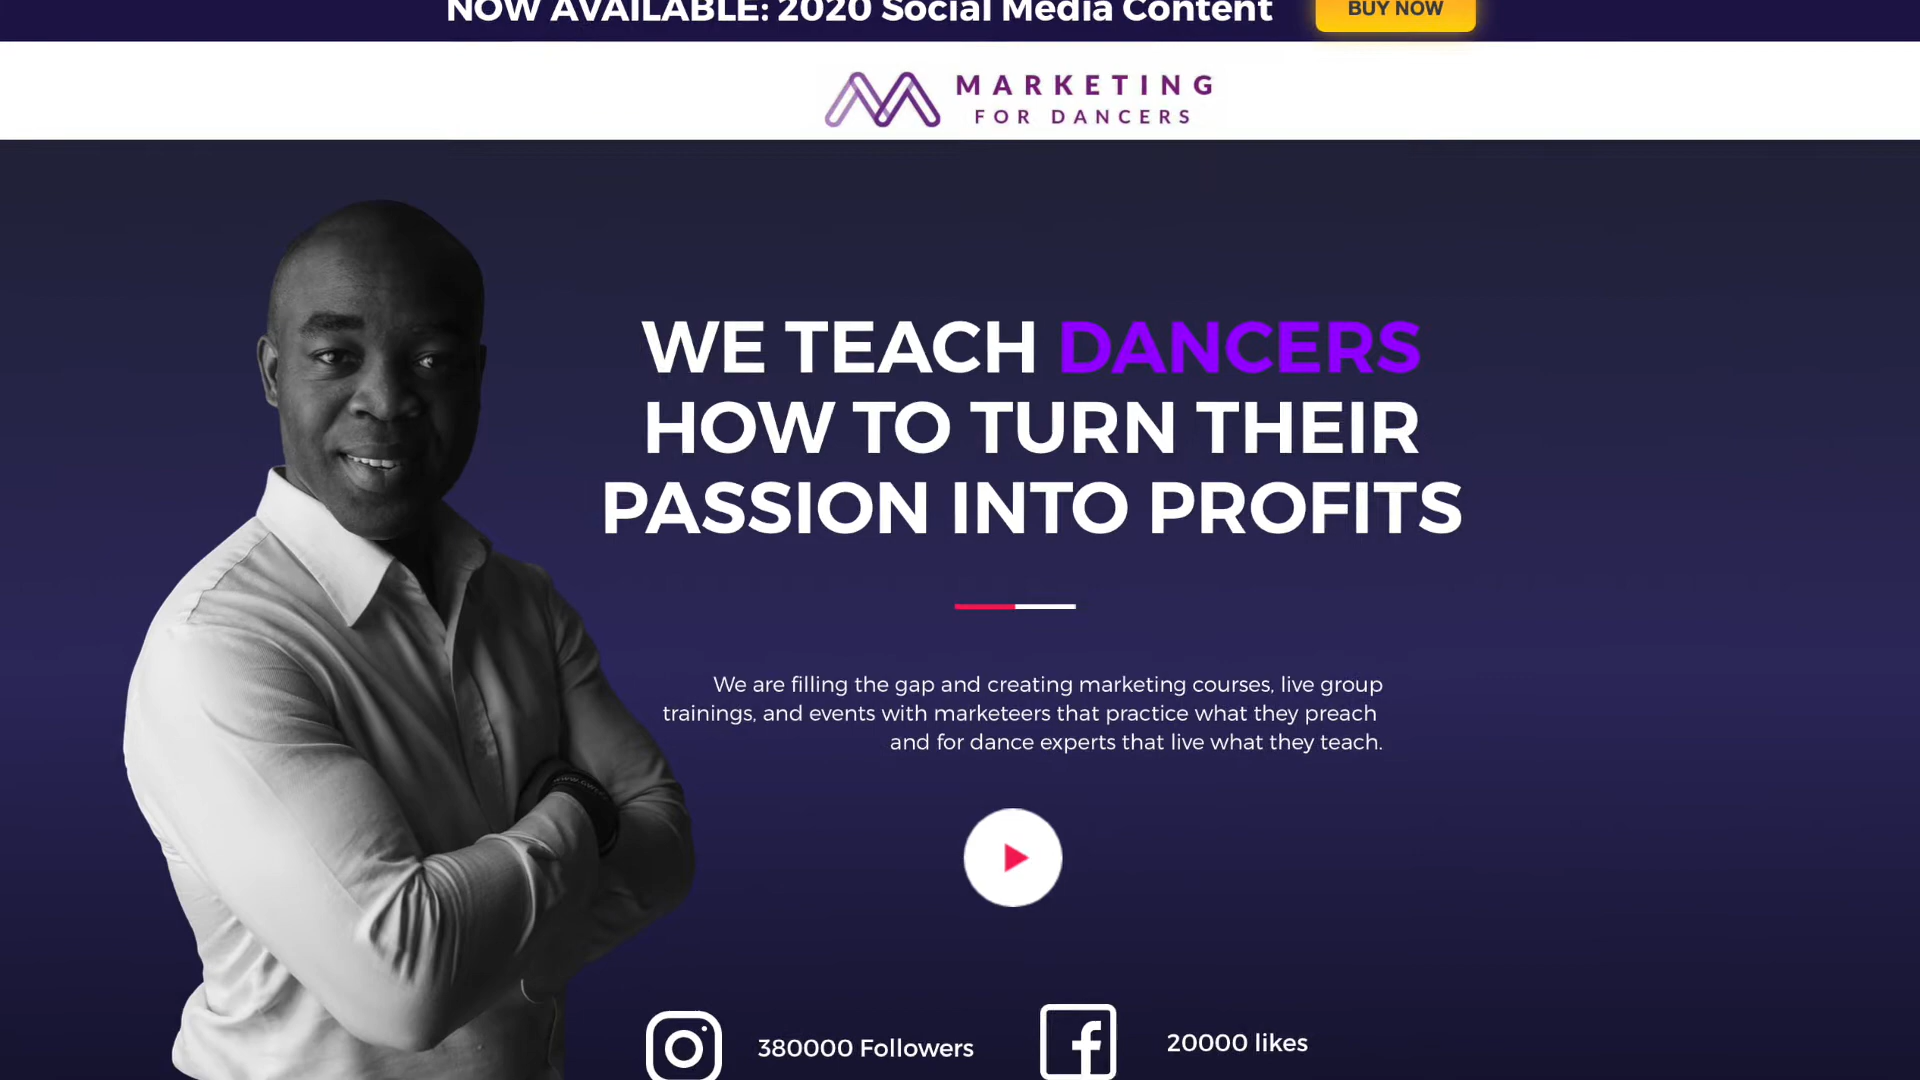 NOW AVAILABLE: 2020 Social Media Content
BUY NOW
MARKETING
FOR DANCERS
WE TEACH DANCERS
HOW TO TURN THEIR
PASSION INTO PROFITS
We are filling the gap and creating marketing courses, live group
trainings, and events with marketeers that practice what they preach
and for dance experts that live what they teach.
380000 Followers
20000 likes